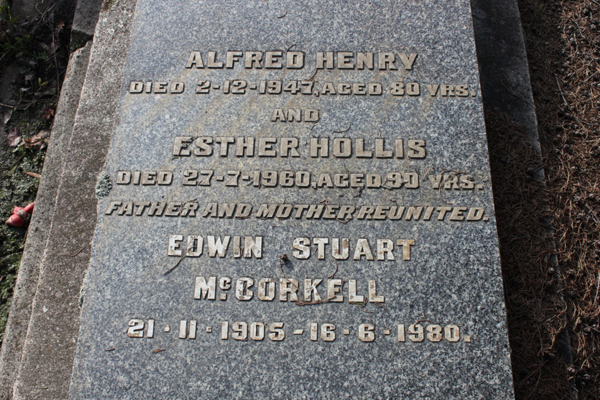 ALFRED HENRY
DIED 2-12-1947, AGED 80 YRS.
AND
ESTHER HOLLIS
DIED 27-7-1960, AGED 90 YRS.
FATHER AND MOTHER REUNITED.
EDWIN STUART
McCORKELL
21·11·1905-16·6·1980.